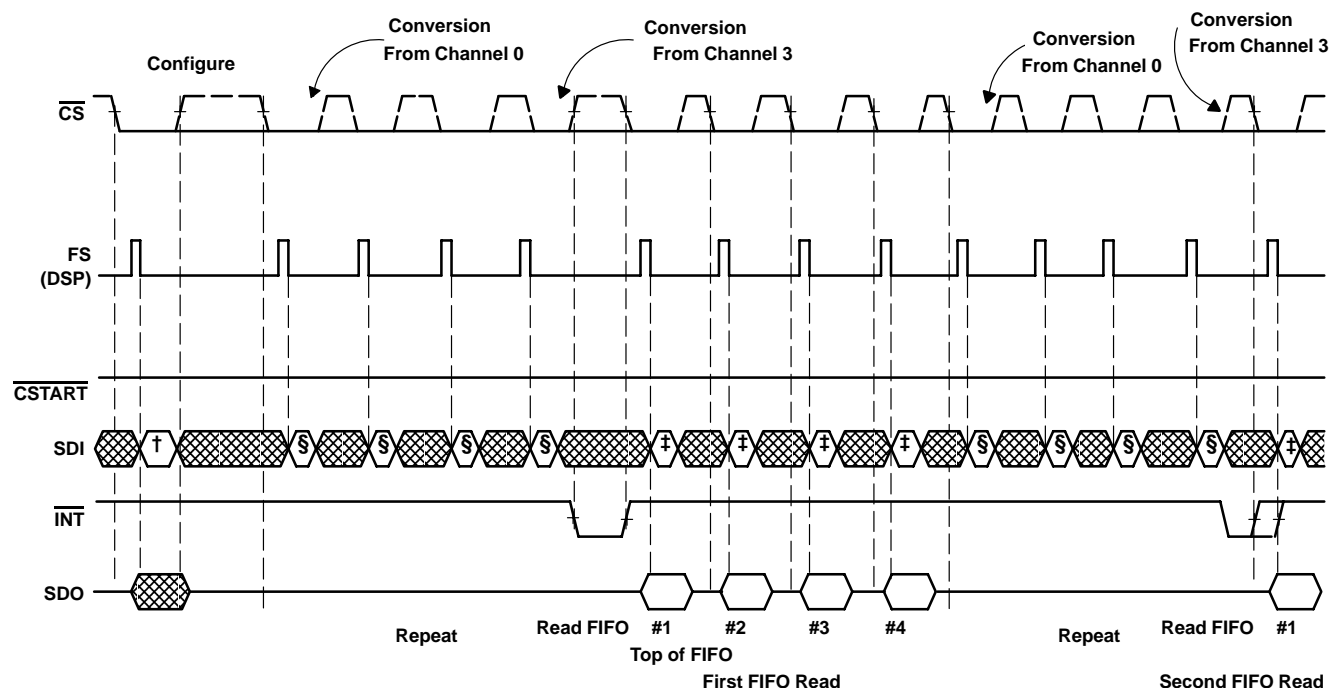 Conversion
From Channel 0
Conversion
From Channel 3
Conversion
From Channel 0
Conversion
From Channel 3
Configure
CS
FS
(DSP)
CSTART
SDI † § § § § ‡ ‡ ‡ ‡ § § § § ‡
INT
SDO
Repeat Read FIFO #1 #2 #3 #4 Repeat Read FIFO #1
Top of FIFO
First FIFO Read Second FIFO Read